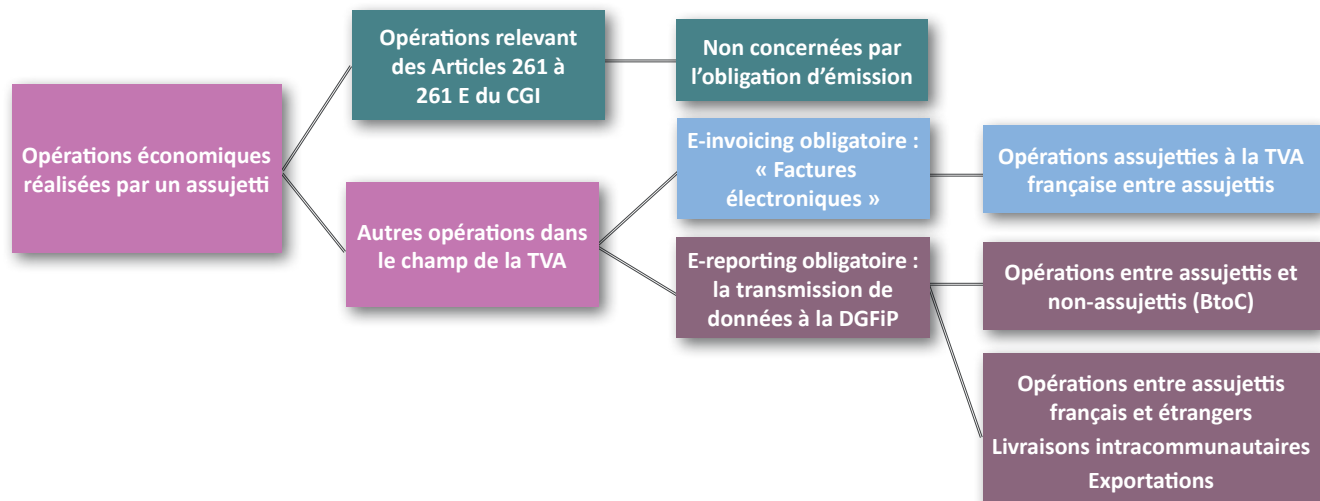 Opérations économiques
réalisées par un assujetti
Opérations relevant
des Articles 261 à
261 E du CGI
Non concernées par
l’obligation d’émission
Autres opérations dans
le champ de la TVA
E-invoicing obligatoire :
« Factures
électroniques »
Opérations assujetties à la TVA
française entre assujettis
E-reporting obligatoire :
la transmission de
données à la DGFiP
Opérations entre assujettis et
non-assujettis (BtoC)
Opérations entre assujettis
français et étrangers
Livraisons intracommunautaires
Exportations